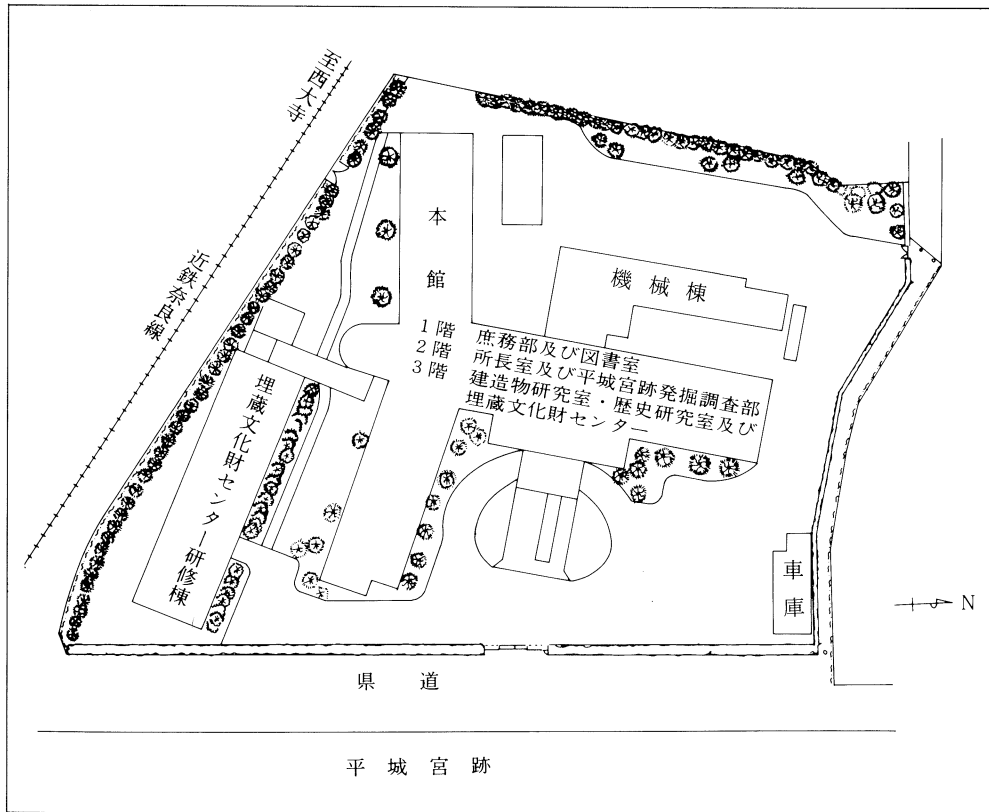 至西大寺
近鉄奈良線
本館
機械棟
1階 庶務部及び図書室
2階 所長室及び平城宮跡発掘調査部
3階 建造物研究室・歴史研究室及び
埋蔵文化財センター
埋蔵文化財センター研修棟
車庫
N
県道
平城宮跡